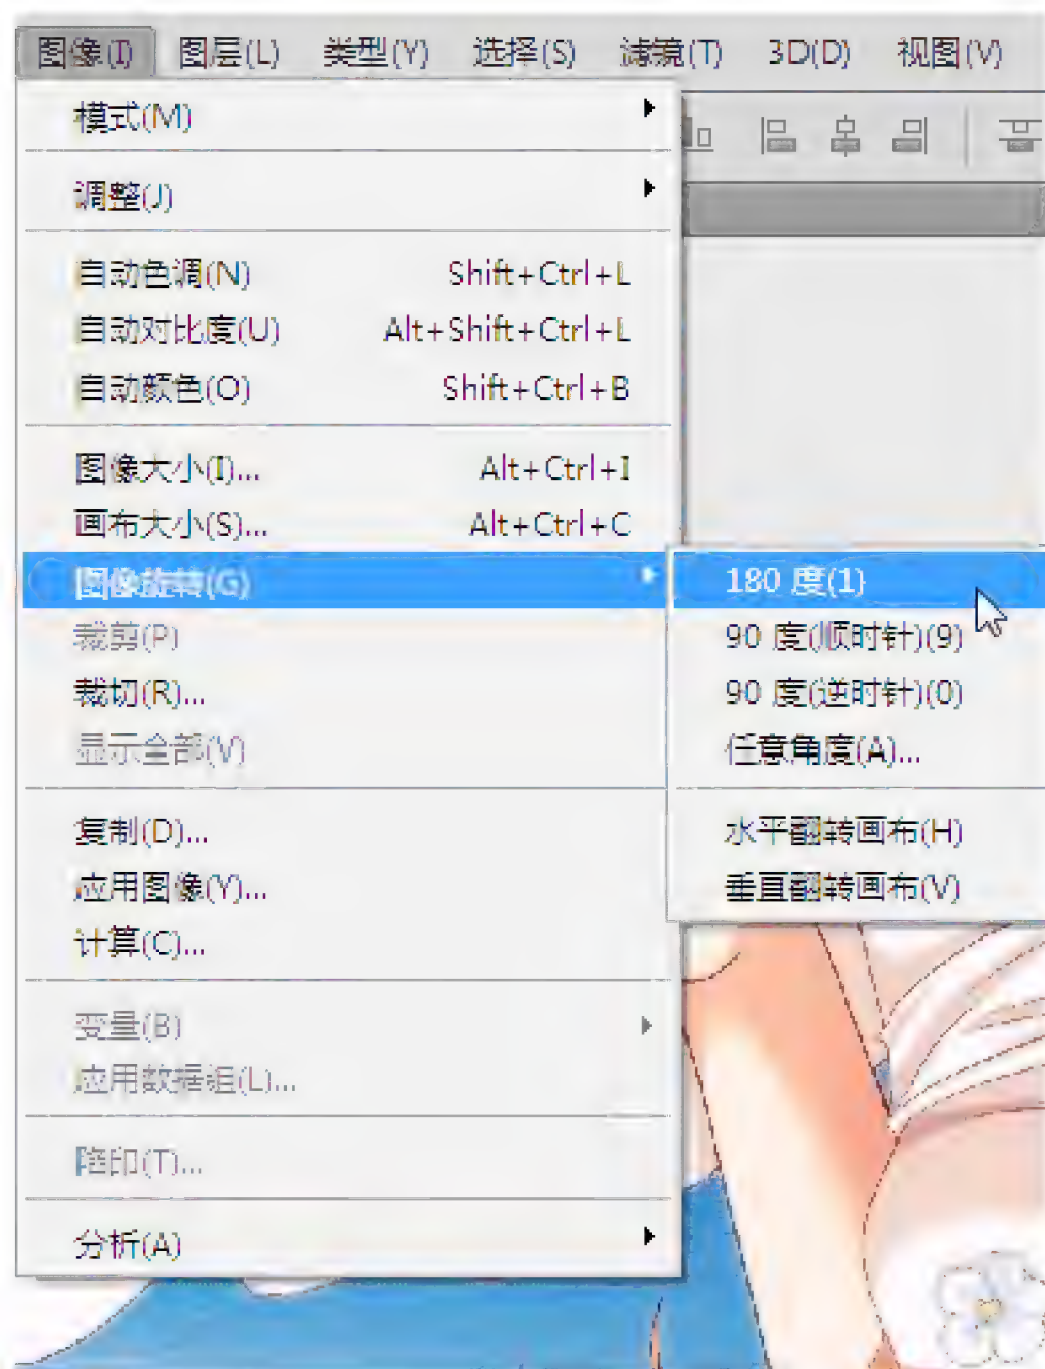 图像(I) 图层(L) 类型(Y) 选择(S) 滤镜(T) 3D(D) 视图(V)
模式(M)
调整(J)
自动色调(N) Shift+Ctrl+L
自动对比度(U) Alt+Shift+Ctrl+L
自动颜色(O) Shift+Ctrl+B
图像大小(I)... Alt+Ctrl+I
画布大小(S)... Alt+Ctrl+C
图像旋转(G)
裁剪(P)
裁切(R)...
显示全部(V)
复制(D)...
应用图像(Y)...
计算(C)...
变量(B)
应用数据组(L)...
陷印(T)...
分析(A)
180 度(1)
90 度(顺时针)(9)
90 度(逆时针)(0)
任意角度(A)...
水平翻转画布(H)
垂直翻转画布(V)